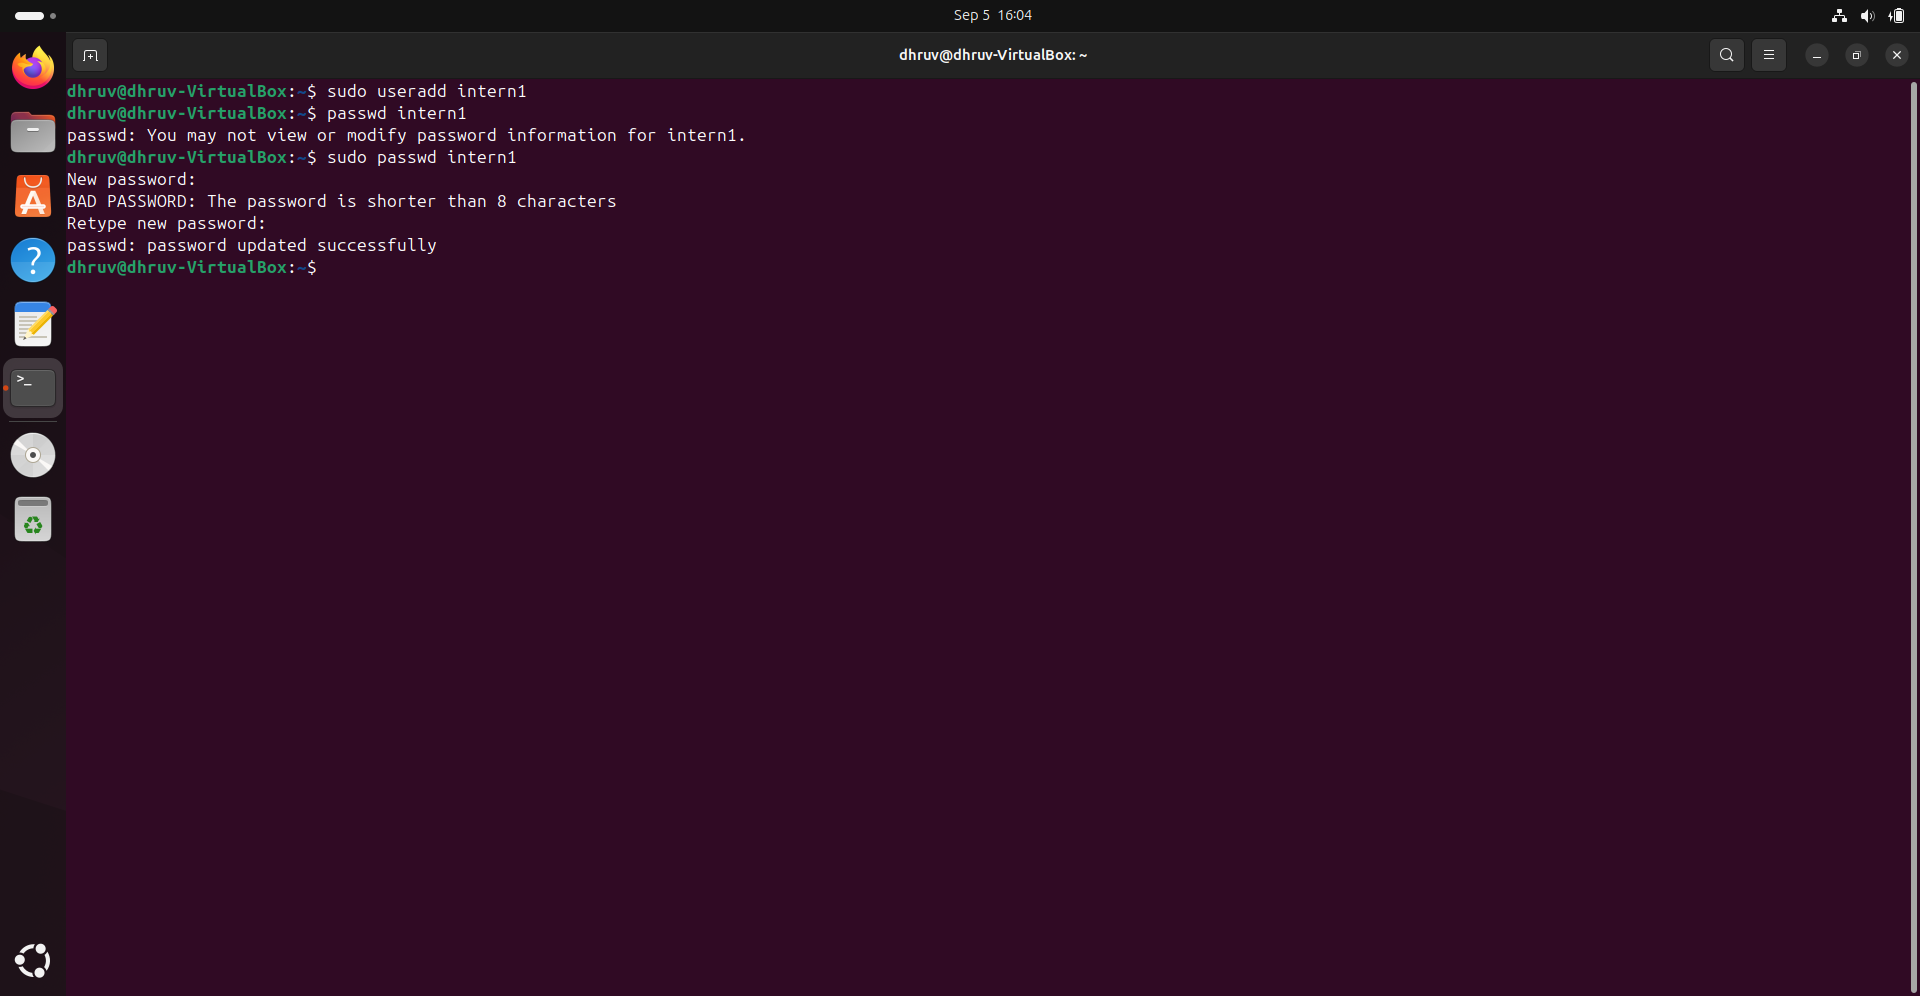 Sep 5 16:04
dhruv@dhruv-VirtualBox: ~
dhruv@dhruv-VirtualBox:~$ sudo useradd intern1
dhruv@dhruv-VirtualBox:~$ passwd intern1
passwd: You may not view or modify password information for intern1.
dhruv@dhruv-VirtualBox:~$ sudo passwd intern1
New password:
BAD PASSWORD: The password is shorter than 8 characters
Retype new password:
passwd: password updated successfully
dhruv@dhruv-VirtualBox:~$